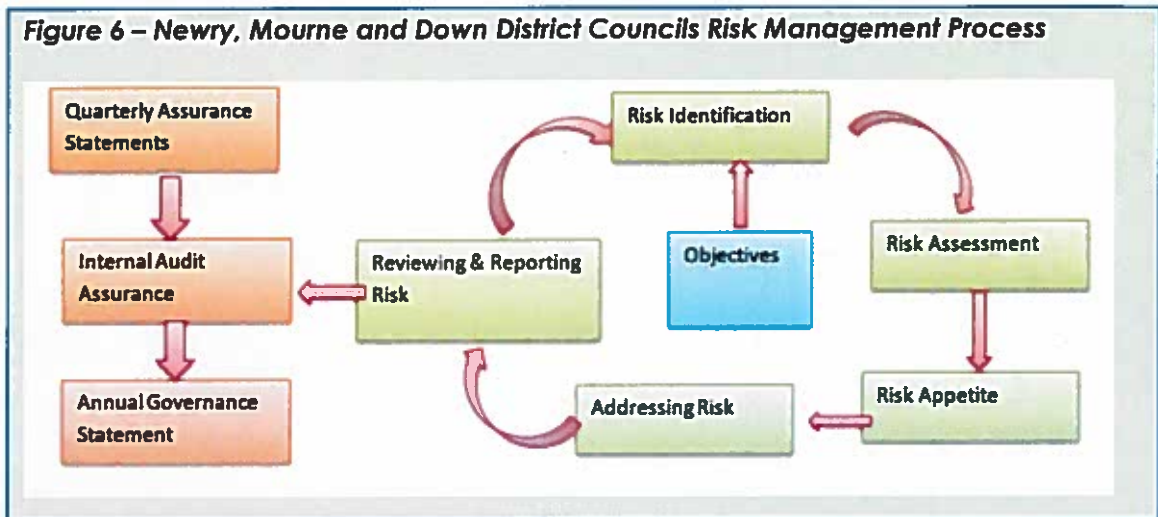 Figure 6 – Newry, Mourne and Down District Councils Risk Management Process
Quarterly Assurance
Statements
Internal Audit
Assurance
Annual Governance
Statement
Reviewing & Reporting
Risk
Risk Identification
Objectives
Risk Assessment
Risk Appetite
Addressing Risk